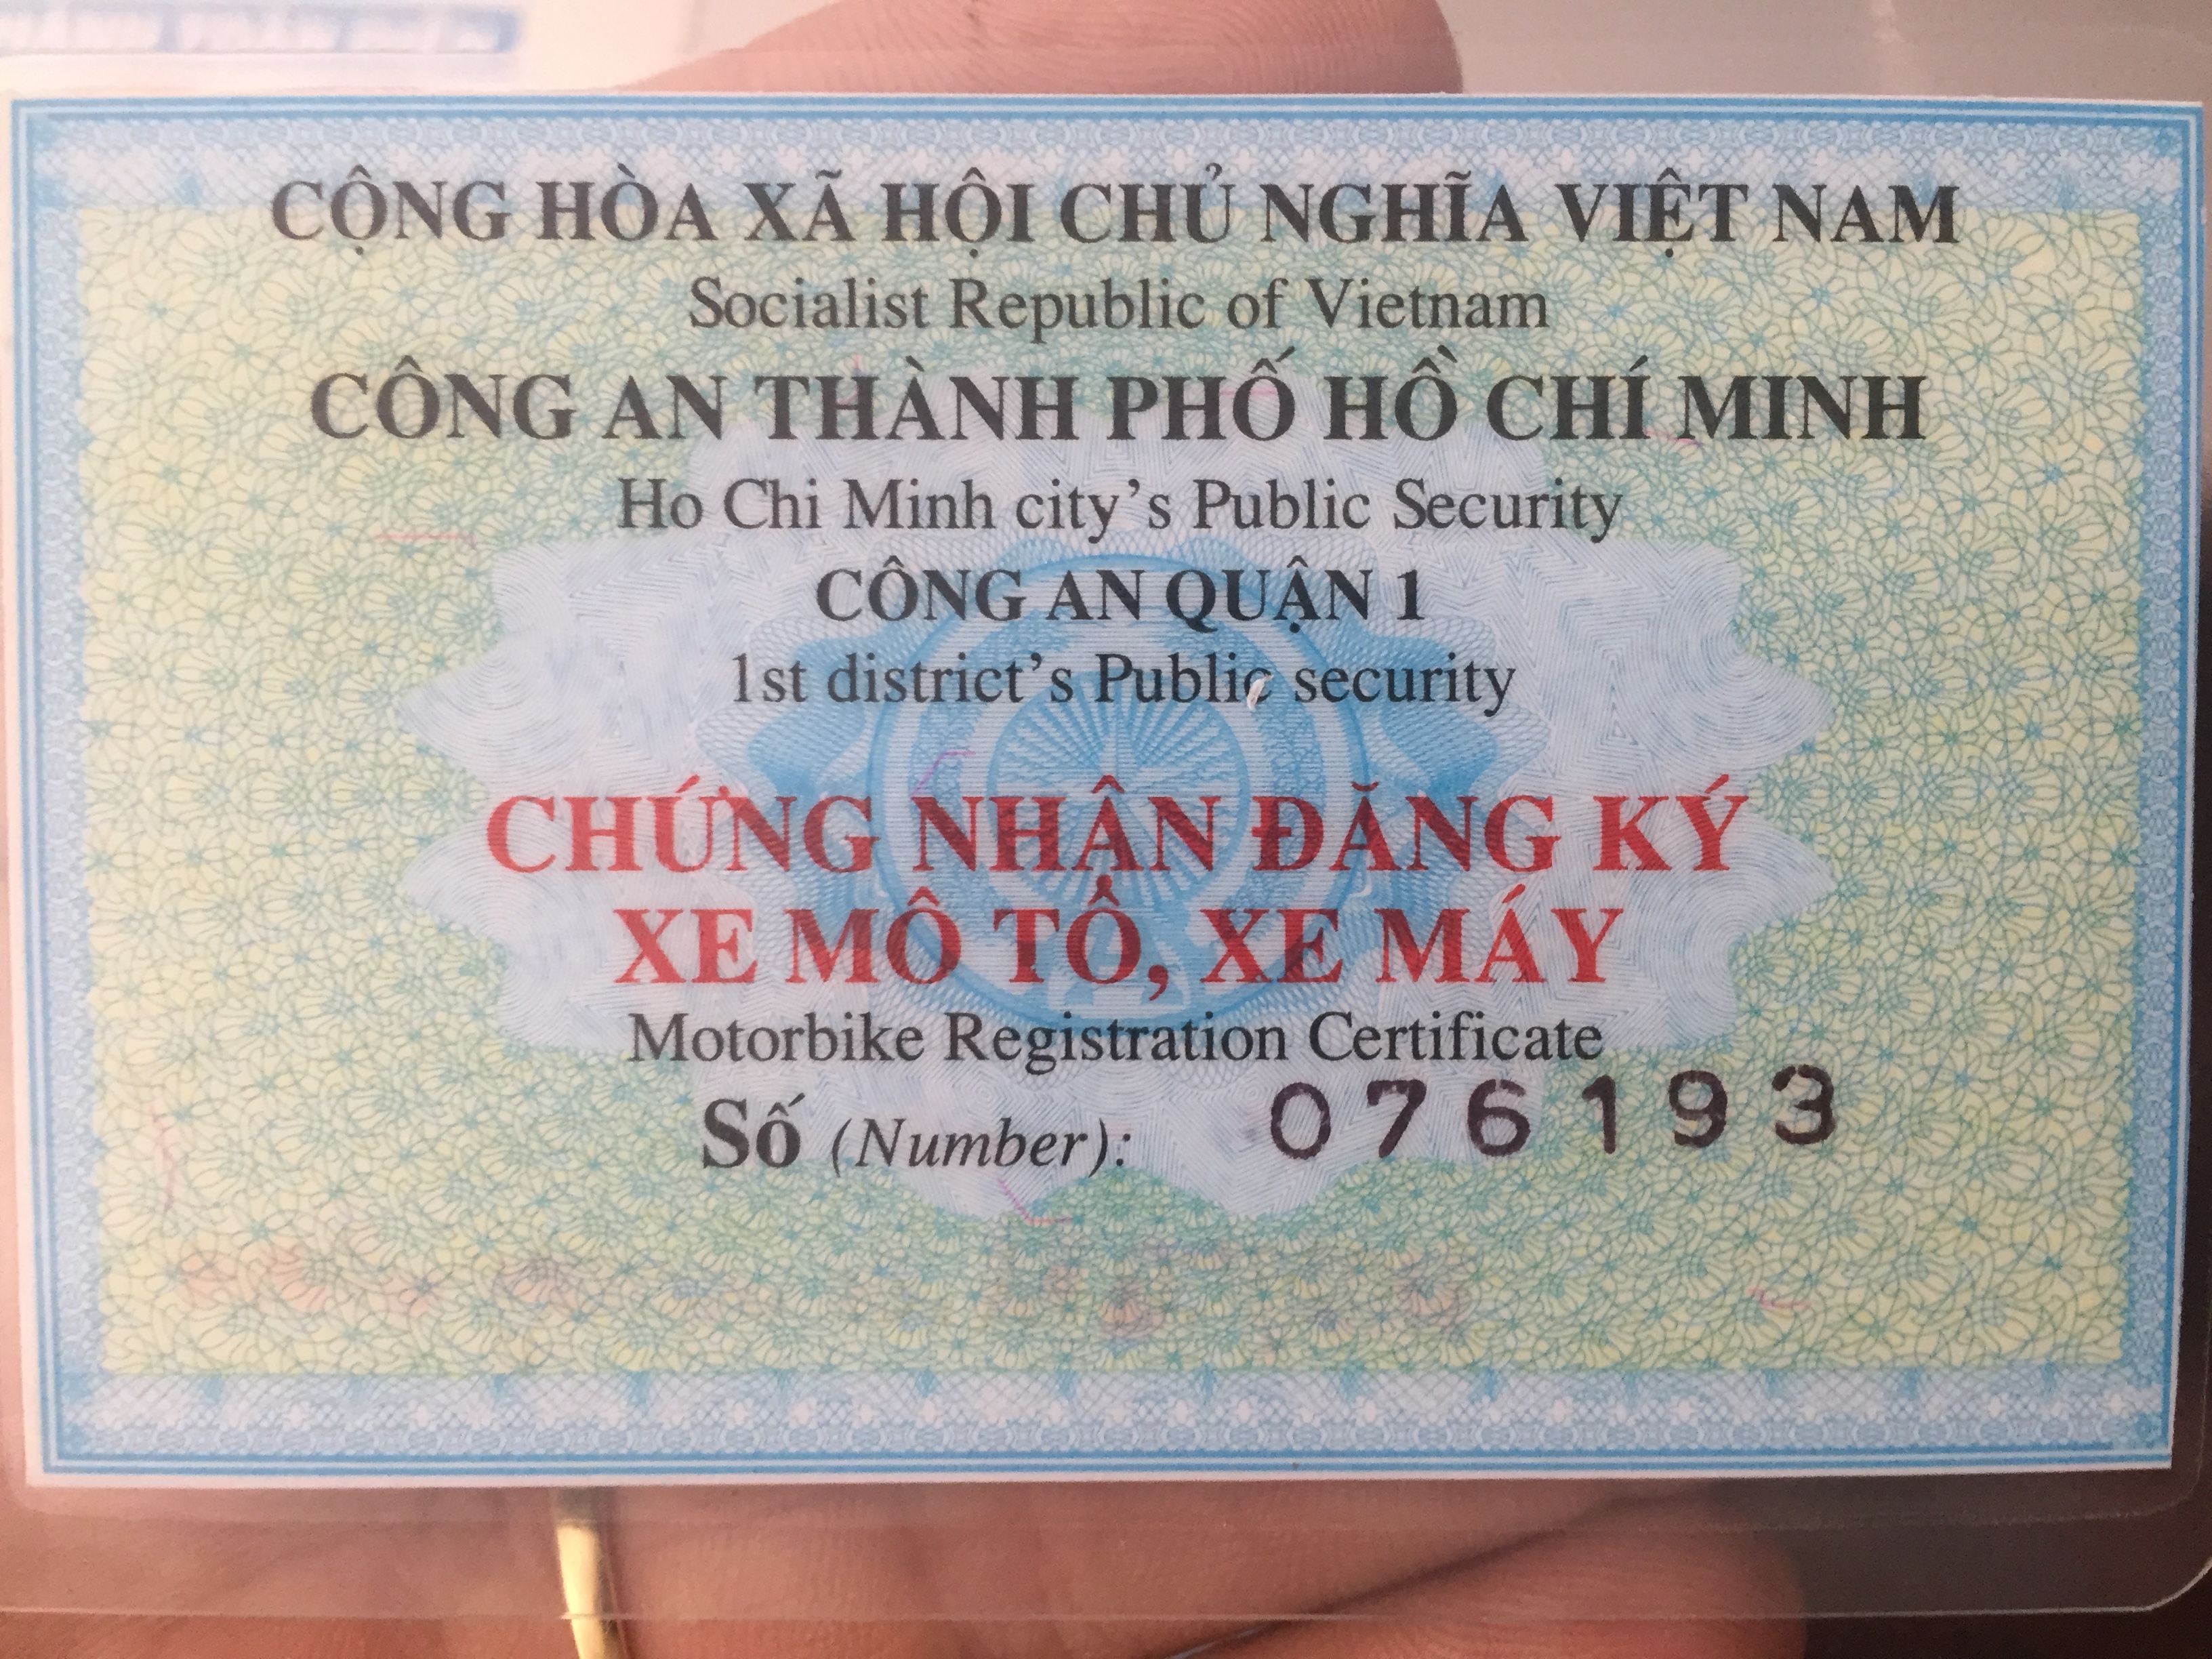 CỘNG HÒA XÃ HỘI CHỦ NGHĨA VIỆT NAM
Socialist Republic of Vietnam
CÔNG AN THÀNH PHỐ HỒ CHÍ MINH
Ho Chi Minh city's Public Security
CÔNG AN QUẬN 1
1st district's Public security
CHỨNG NHẬN ĐĂNG KÝ
XE MÔ TÔ, XE MÁY
Motorbike Registration Certificate
Số (Number): 076193